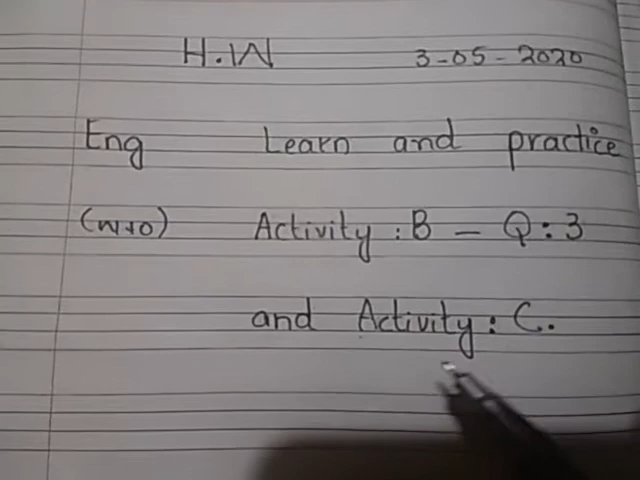 H.W 3-05-2020
Eng Learn and practice
(W+O) Activity : B - Q : 3
and Activity : C.